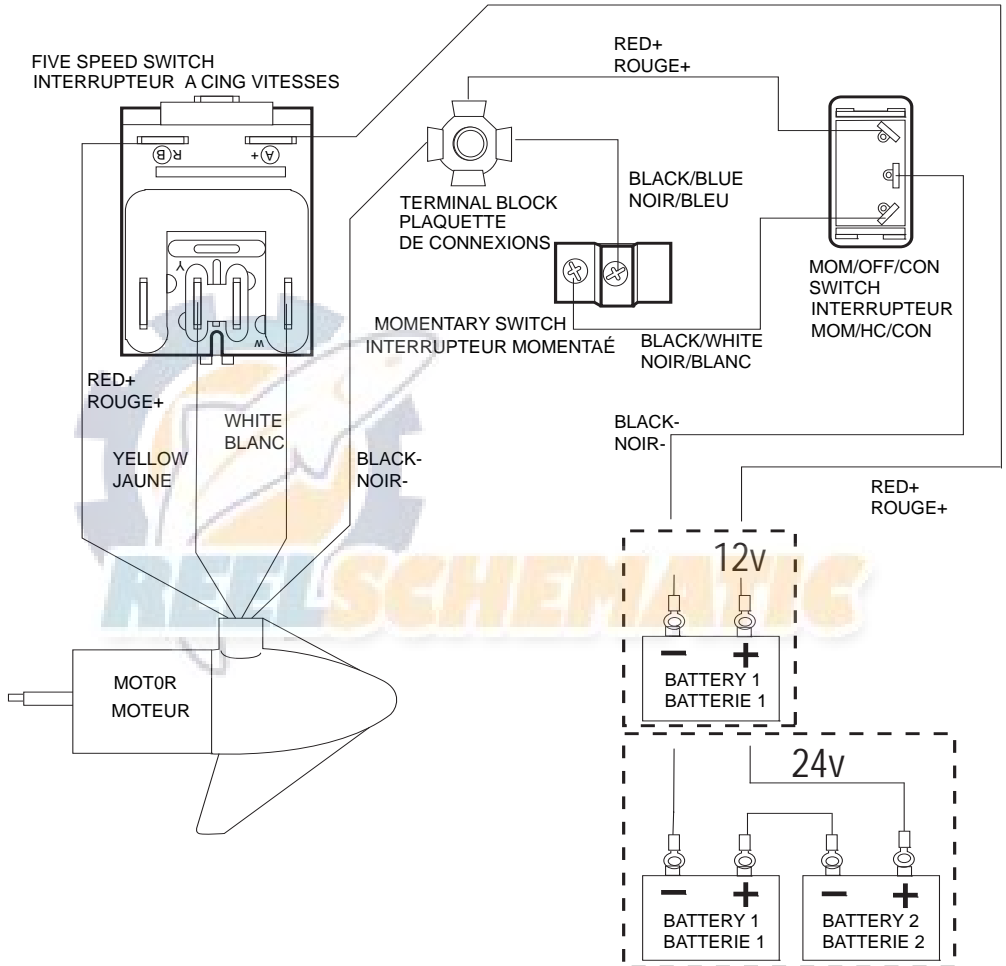 RED+
ROUGE+
FIVE SPEED SWITCH
INTERRUPTEUR A CING VITESSES
R B
A +
Y
W
TERMINAL BLOCK
PLAQUETTE
DE CONNEXIONS
BLACK/BLUE
NOIR/BLEU
MOM/OFF/CON
SWITCH
INTERRUPTEUR
MOM/HC/CON
MOMENTARY SWITCH
INTERRUPTEUR MOMENTAÉ
BLACK/WHITE
NOIR/BLANC
RED+
ROUGE+
WHITE
BLANC
YELLOW
JAUNE
BLACK-
NOIR-
BLACK-
NOIR-
RED+
ROUGE+
REELSCHEMATIC
12v
- +
BATTERY 1
BATTERIE 1
MOT0R
MOTEUR
24v
- +
BATTERY 1
BATTERIE 1
- +
BATTERY 2
BATTERIE 2